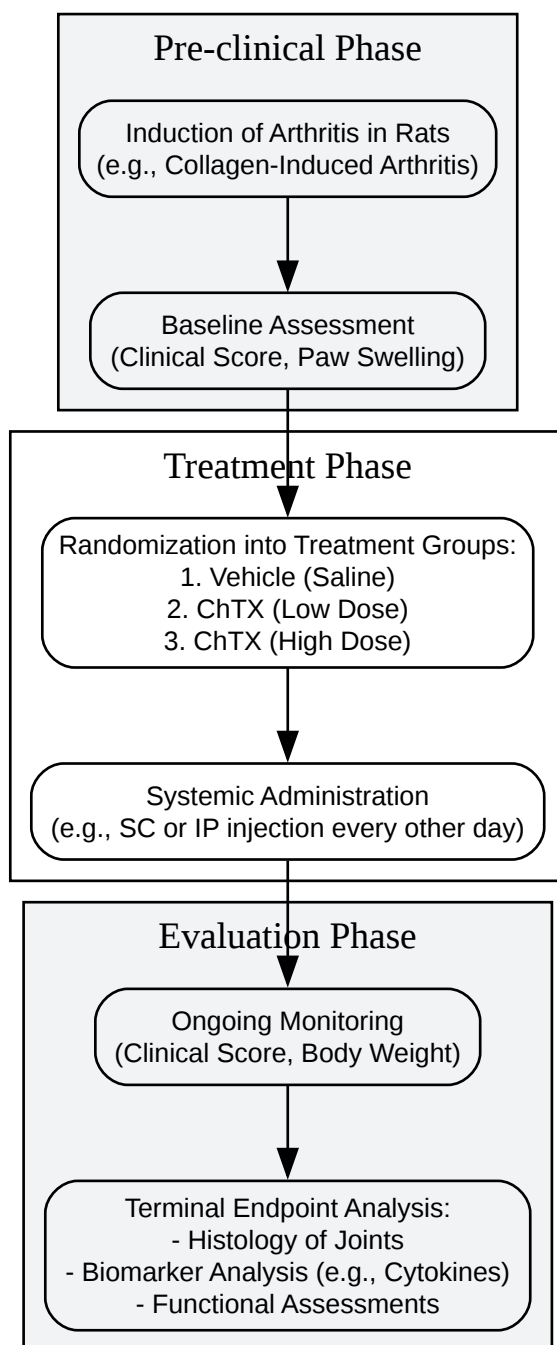 Pre-clinical Phase
Induction of Arthritis in Rats
(e.g., Collagen-Induced Arthritis)
Baseline Assessment
(Clinical Score, Paw Swelling)
Treatment Phase
Randomization into Treatment Groups:
1. Vehicle (Saline)
2. ChTX (Low Dose)
3. ChTX (High Dose)
Systemic Administration
(e.g., SC or IP injection every other day)
Evaluation Phase
Ongoing Monitoring
(Clinical Score, Body Weight)
Terminal Endpoint Analysis:
- Histology of Joints
- Biomarker Analysis (e.g., Cytokines)
- Functional Assessments